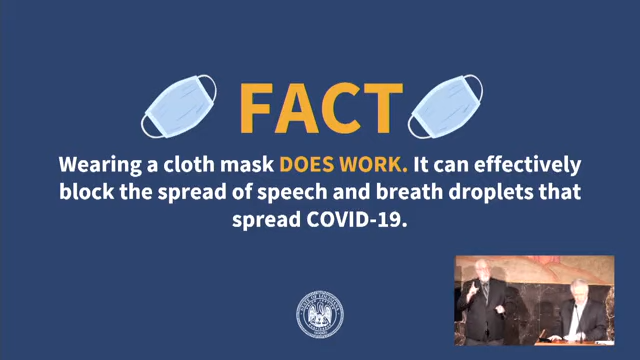 FACT
Wearing a cloth mask DOES WORK. It can effectively
block the spread of speech and breath droplets that
spread COVID-19.